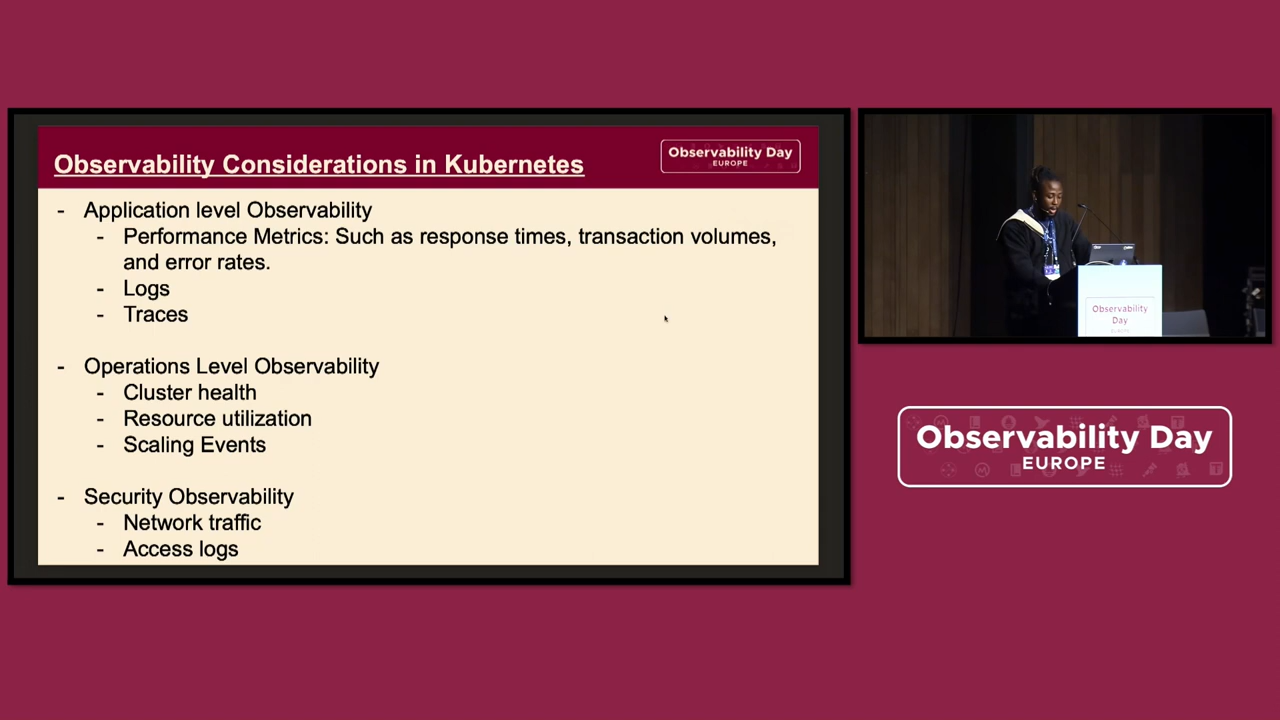 Observability Considerations in Kubernetes
Observability Day
EUROPE
- Application level Observability
- Performance Metrics: Such as response times, transaction volumes,
and error rates.
- Logs
- Traces
- Operations Level Observability
- Cluster health
- Resource utilization
- Scaling Events
- Security Observability
- Network traffic
- Access logs
Observability
Day
EUROPE
Observability Day
EUROPE